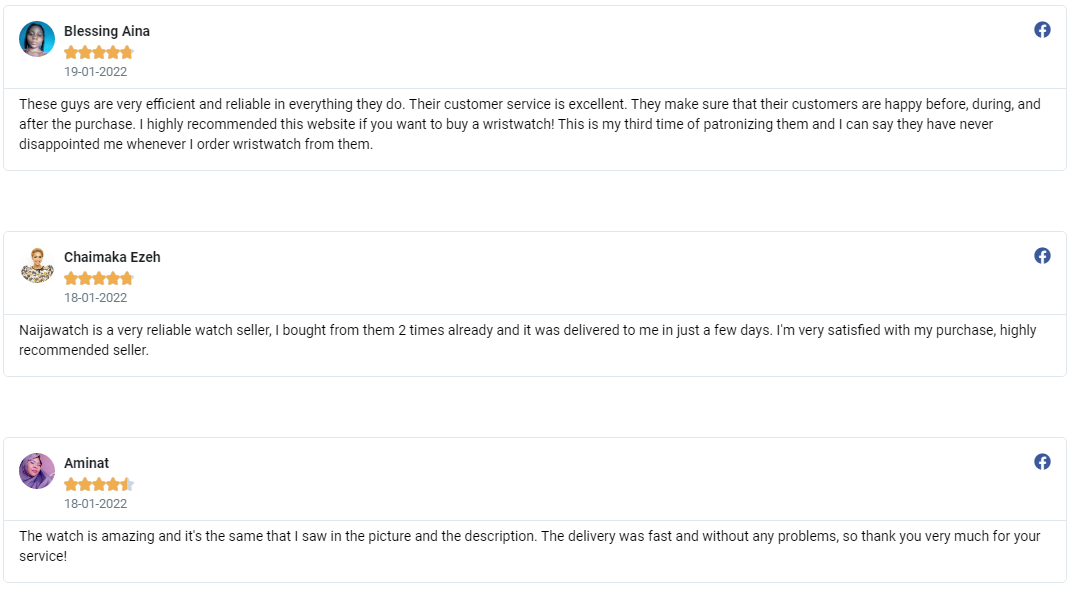 Blessing Aina
19-01-2022
These guys are very efficient and reliable in everything they do. Their customer service is excellent. They make sure that their customers are happy before, during, and
after the purchase. I highly recommended this website if you want to buy a wristwatch! This is my third time of patronizing them and I can say they have never
disappointed me whenever I order wristwatch from them.
Chaimaka Ezeh
18-01-2022
Naijawatch is a very reliable watch seller, I bought from them 2 times already and it was delivered to me in just a few days. I'm very satisfied with my purchase, highly
recommended seller.
Aminat
18-01-2022
The watch is amazing and it's the same that I saw in the picture and the description. The delivery was fast and without any problems, so thank you very much for your
service!